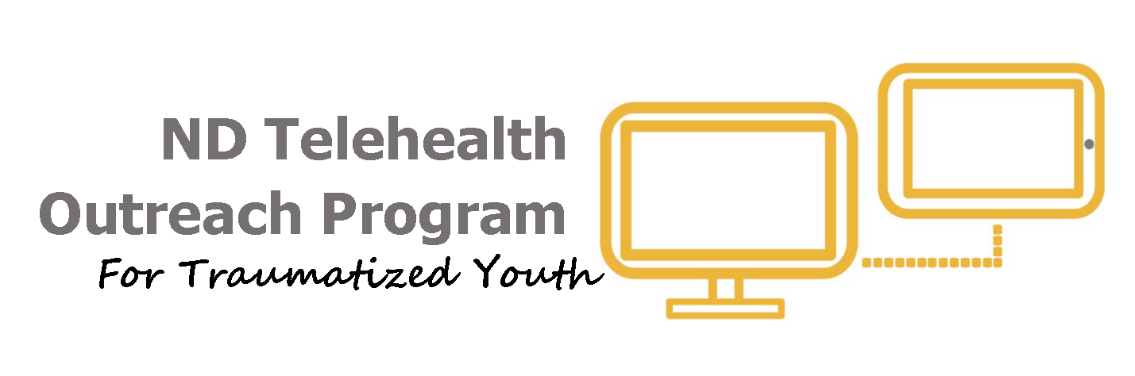 ND Telehealth
Outreach Program
For Traumatized Youth